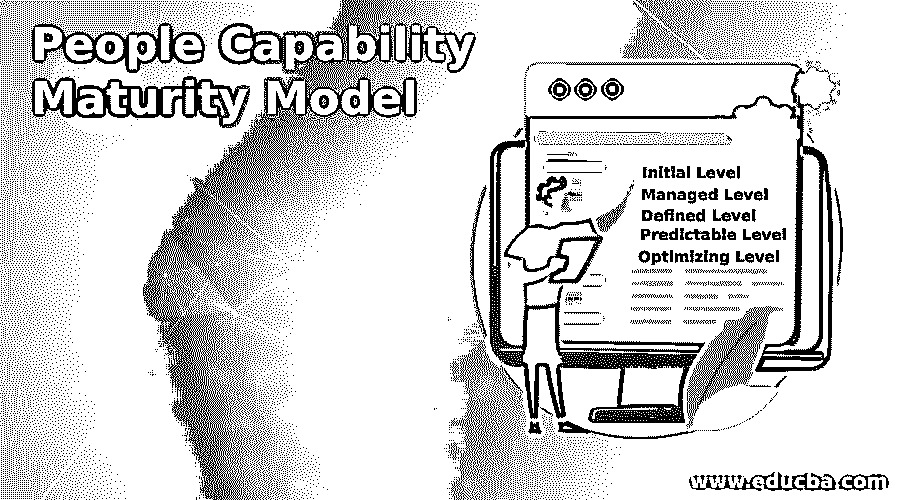 People Capability
Maturity Model
Initial Level
Managed Level
Defined Level
Predictable Level
Optimizing Level
www.educba.com